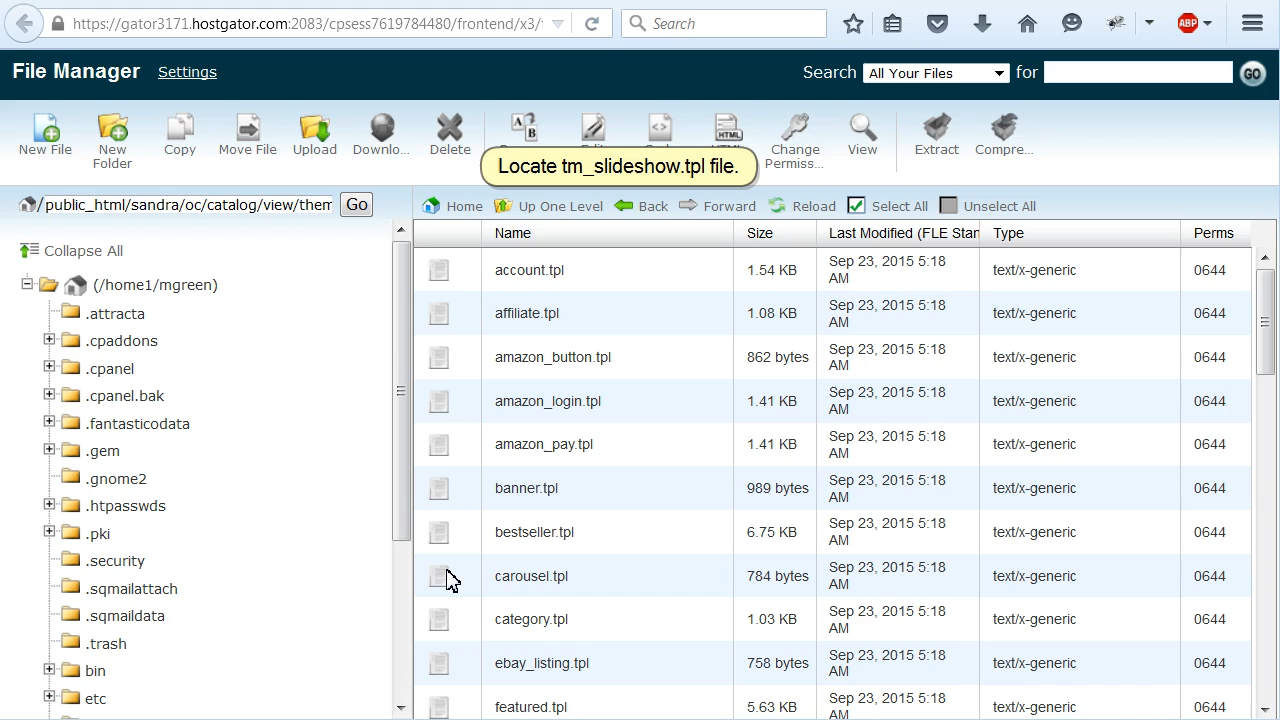 https://gator3171.hostgator.com:2083/cpsess7619784480/frontend/x3/
Search
ABP
File Manager Settings
Search All Your Files for GO
New File
New Folder
Copy
Move File
Upload
Downlo...
Delete
Change Permiss...
View
Extract
Compre...
HTML
Locate tm_slideshow.tpl file.
/public_html/sandra/oc/catalog/view/them Go
Home Up One Level Back Forward Reload Select All Unselect All
Collapse All
(/home1/mgreen)
.attracta
.cpaddons
.cpanel
.cpanel.bak
.fantasticodata
.gem
.gnome2
.htpasswds
.pki
.security
.sqmailattach
.sqmaildata
.trash
bin
etc
Name Size Last Modified (FLE Stan Type Perms
account.tpl 1.54 KB Sep 23, 2015 5:18 AM text/x-generic 0644
affiliate.tpl 1.08 KB Sep 23, 2015 5:18 AM text/x-generic 0644
amazon_button.tpl 862 bytes Sep 23, 2015 5:18 AM text/x-generic 0644
amazon_login.tpl 1.41 KB Sep 23, 2015 5:18 AM text/x-generic 0644
amazon_pay.tpl 1.41 KB Sep 23, 2015 5:18 AM text/x-generic 0644
banner.tpl 989 bytes Sep 23, 2015 5:18 AM text/x-generic 0644
bestseller.tpl 6.75 KB Sep 23, 2015 5:18 AM text/x-generic 0644
carousel.tpl 784 bytes Sep 23, 2015 5:18 AM text/x-generic 0644
category.tpl 1.03 KB Sep 23, 2015 5:18 AM text/x-generic 0644
ebay_listing.tpl 758 bytes Sep 23, 2015 5:18 AM text/x-generic 0644
featured.tpl 5.63 KB Sep 23, 2015 5:18 AM text/x-generic 0644